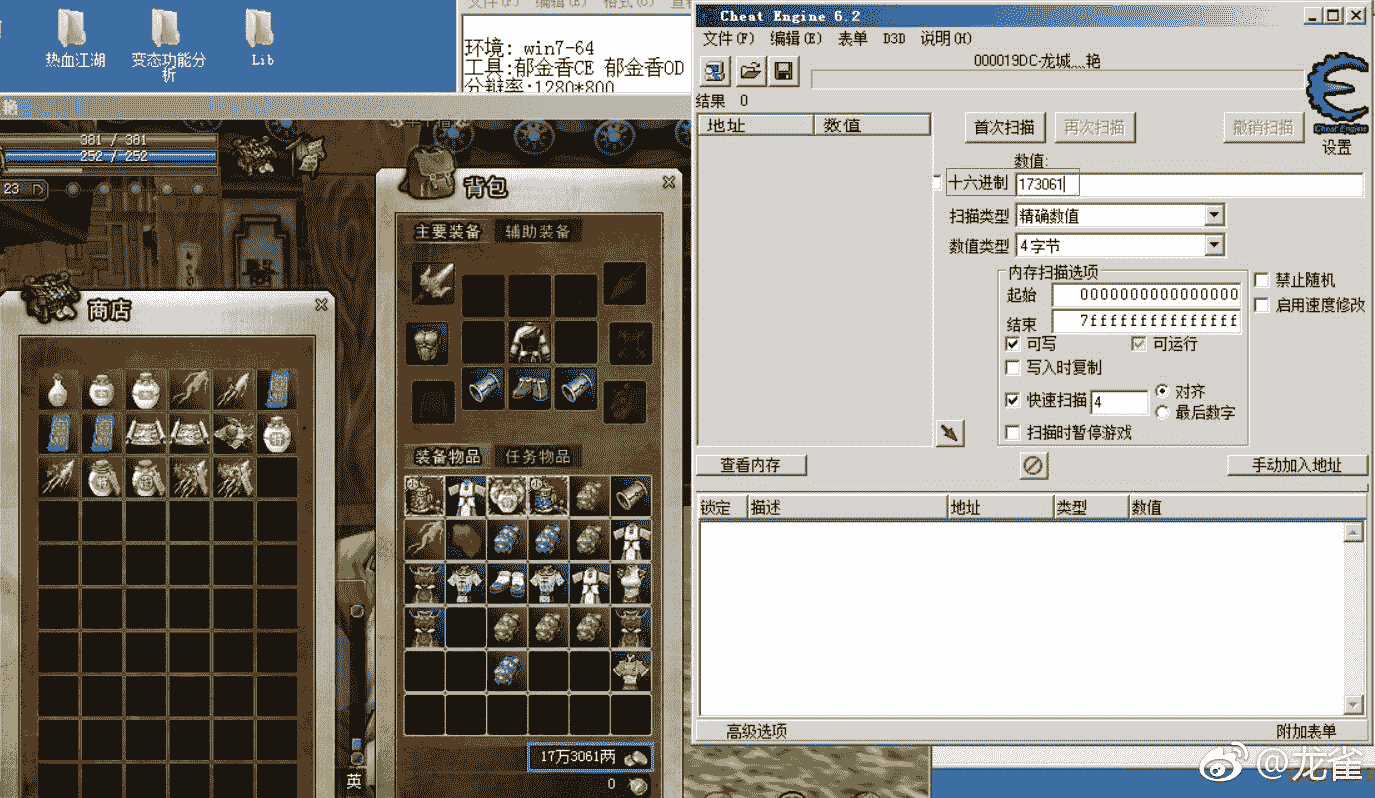 热血江湖
变态功能分析
Lib
文件(F) 编辑(E) 格式(O) 查看
环境: win7-64
工具:郁金香CE 郁金香OD
分辩率:1280*800
艳
381 / 381
252 / 252
23
商店
背包
主要装备 辅助装备
装备物品 任务物品
17万3061两
0
英
Cheat Engine 6.2
文件(F) 编辑(E) 表单 D3D 说明(H)
000019DC-龙城灬艳
结果 0
地址 数值
首次扫描 再次扫描 撤销扫描
Cheat Engine
设置
数值:
十六进制 173061
扫描类型 精确数值
数值类型 4字节
内存扫描选项
起始 0000000000000000
结束 7fffffffffffffff
可写 可运行
写入时复制
快速扫描 4 对齐
最后数字
扫描时暂停游戏
禁止随机
启用速度修改
查看内存 手动加入地址
锁定 描述 地址 类型 数值
高级选项 附加表单
@龙雀